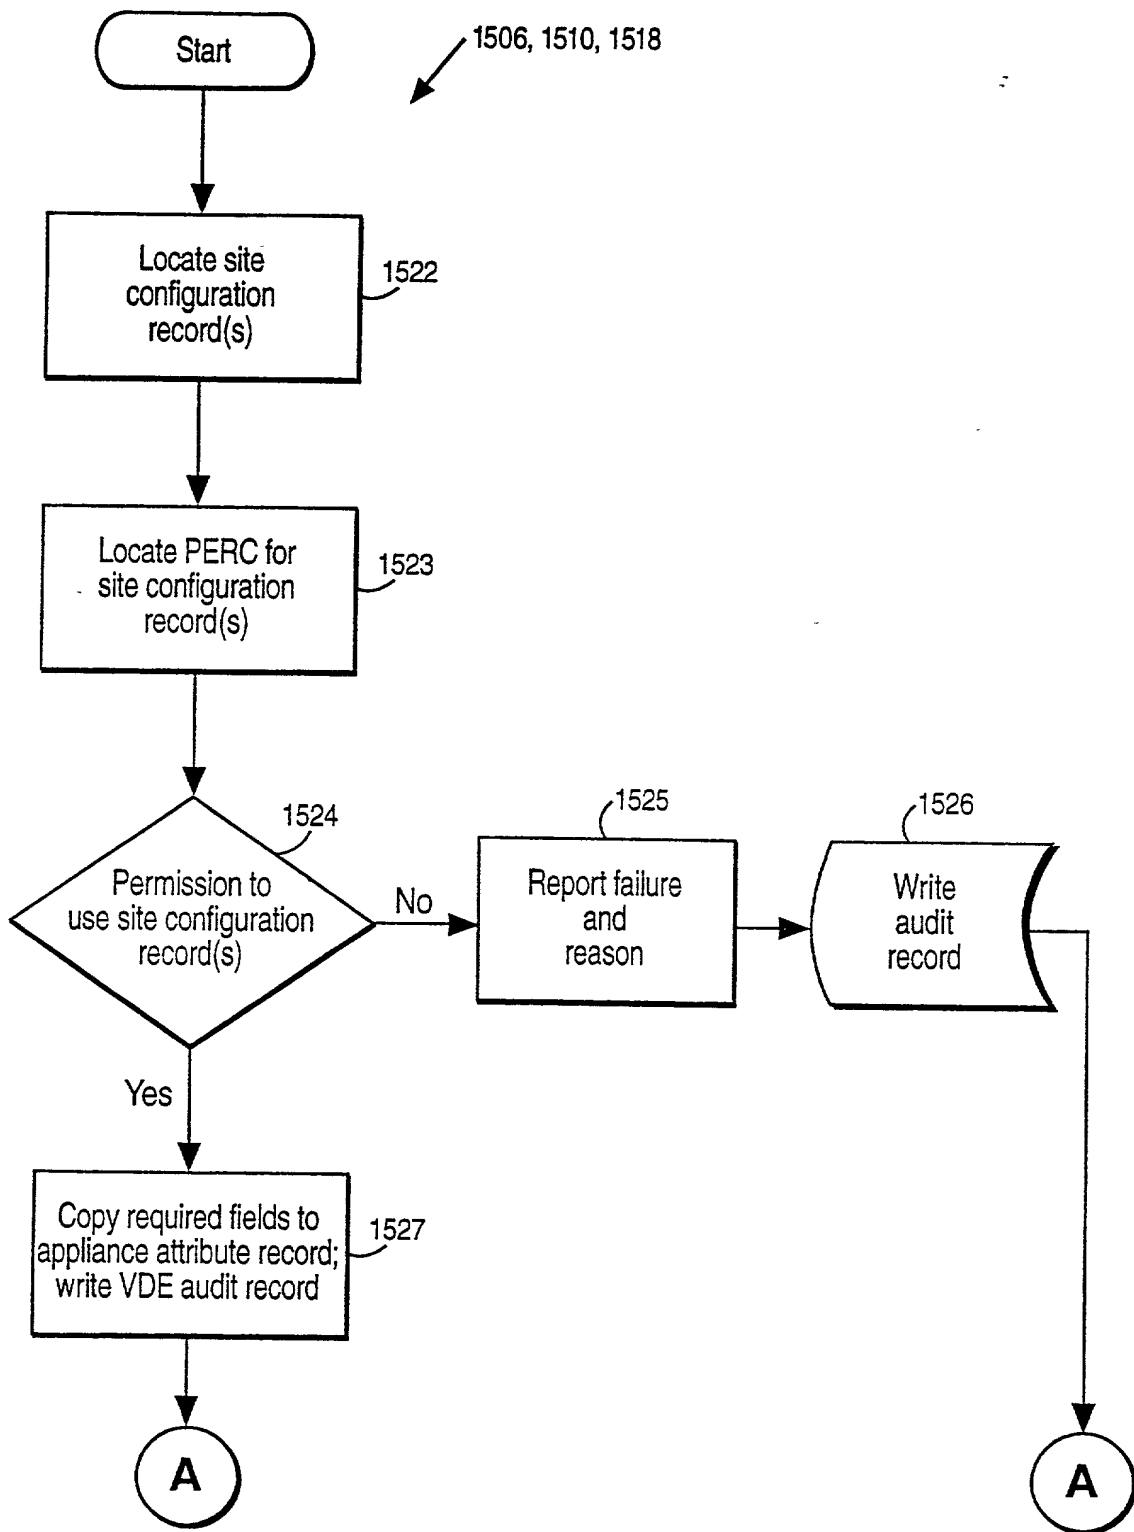 Start
1506, 1510, 1518
Locate site
configuration
record(s)
1522
Locate PERC for
site configuration
record(s)
1523
1524
Permission to
use site configuration
record(s)
No
1525
Report failure
and
reason
1526
Write
audit
record
Yes
Copy required fields to
appliance attribute record;
write VDE audit record
1527
A
A